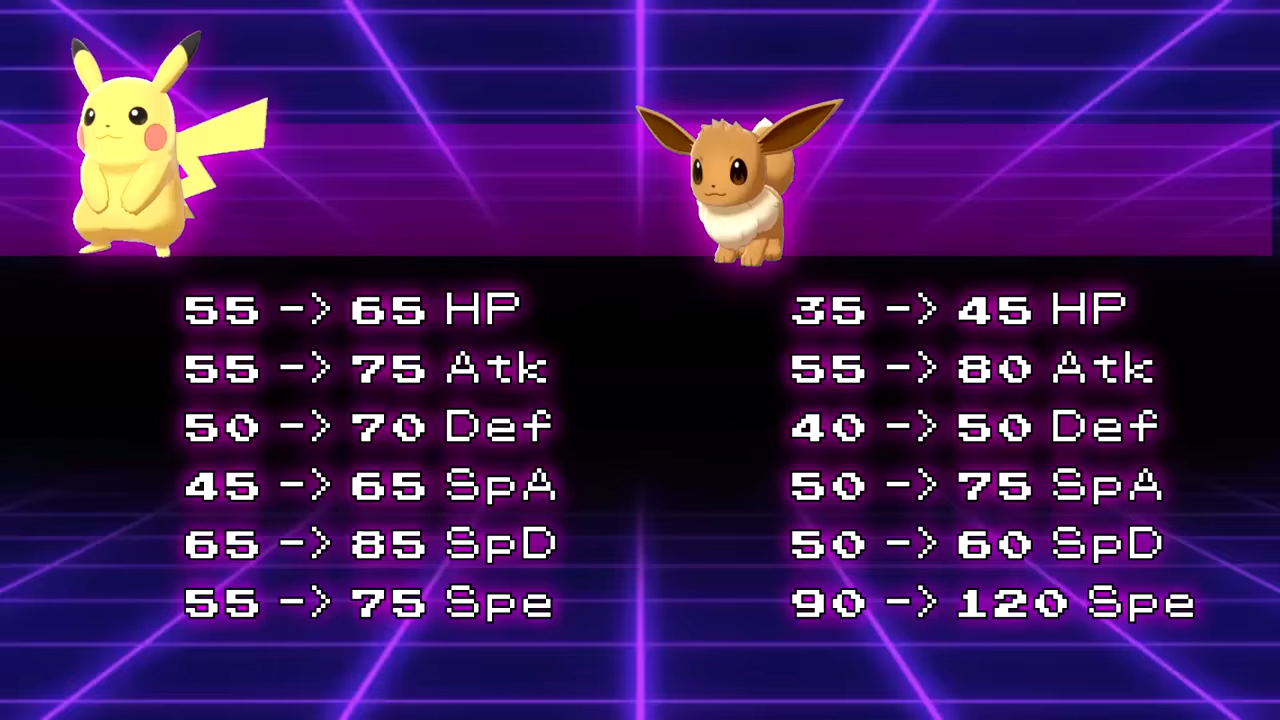 55 -> 65 HP
55 -> 75 Atk
50 -> 70 Def
45 -> 65 SpA
65 -> 85 SpD
55 -> 75 Spe
35 -> 45 HP
55 -> 80 Atk
40 -> 50 Def
50 -> 75 SpA
50 -> 60 SpD
90 -> 120 Spe